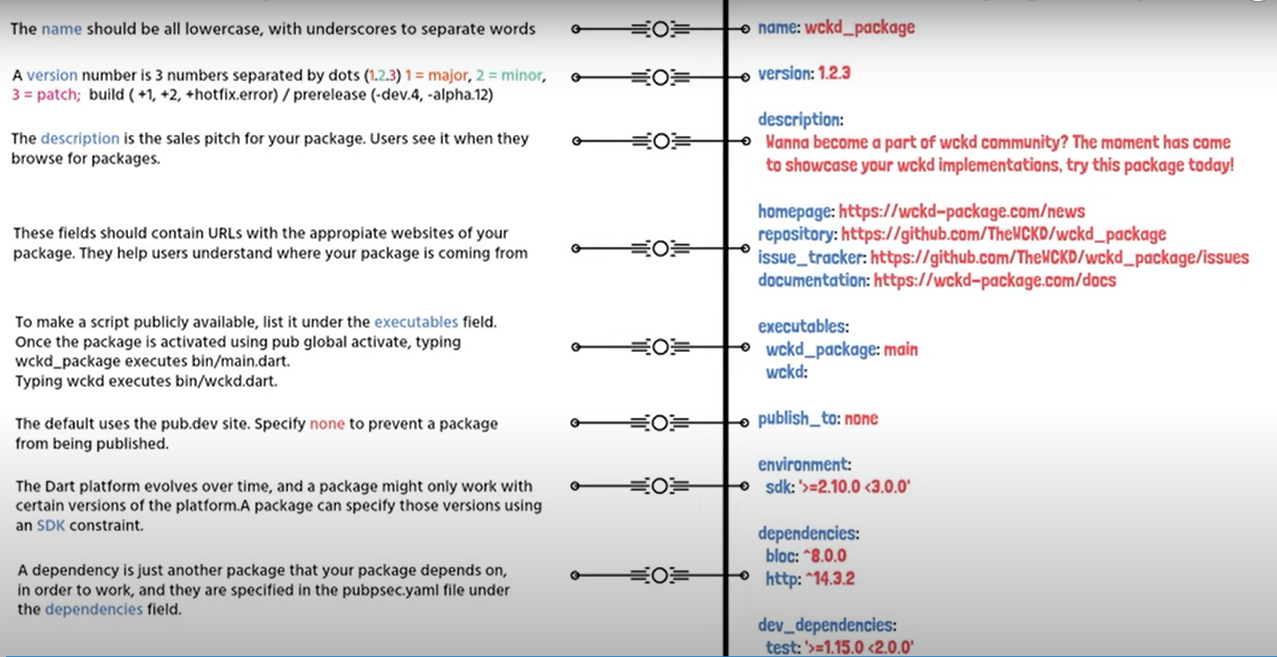 The name should be all lowercase, with underscores to separate words
name: wckd_package
A version number is 3 numbers separated by dots (1.2.3) 1 = major, 2 = minor,
3 = patch; build ( +1, +2, +hotfix.error) / prerelease (-dev.4, -alpha.12)
version: 1.2.3
The description is the sales pitch for your package. Users see it when they
browse for packages.
description:
Wanna become a part of wckd community? The moment has come
to showcase your wckd implementations, try this package today!
These fields should contain URLs with the appropiate websites of your
package. They help users understand where your package is coming from
homepage: https://wckd-package.com/news
repository: https://github.com/TheWCKD/wckd_package
issue_tracker: https://github.com/TheWCKD/wckd_package/issues
documentation: https://wckd-package.com/docs
To make a script publicly available, list it under the executables field.
Once the package is activated using pub global activate, typing
wckd_package executes bin/main.dart.
Typing wckd executes bin/wckd.dart.
executables:
wckd_package: main
wckd:
The default uses the pub.dev site. Specify none to prevent a package
from being published.
publish_to: none
The Dart platform evolves over time, and a package might only work with
certain versions of the platform.A package can specify those versions using
an SDK constraint.
environment:
sdk: '>=2.10.0 <3.0.0'
A dependency is just another package that your package depends on,
in order to work, and they are specified in the pubpsec.yaml file under
the dependencies field.
dependencies:
bloc: ^8.0.0
http: ^14.3.2
dev_dependencies:
test: '>=1.15.0 <2.0.0'